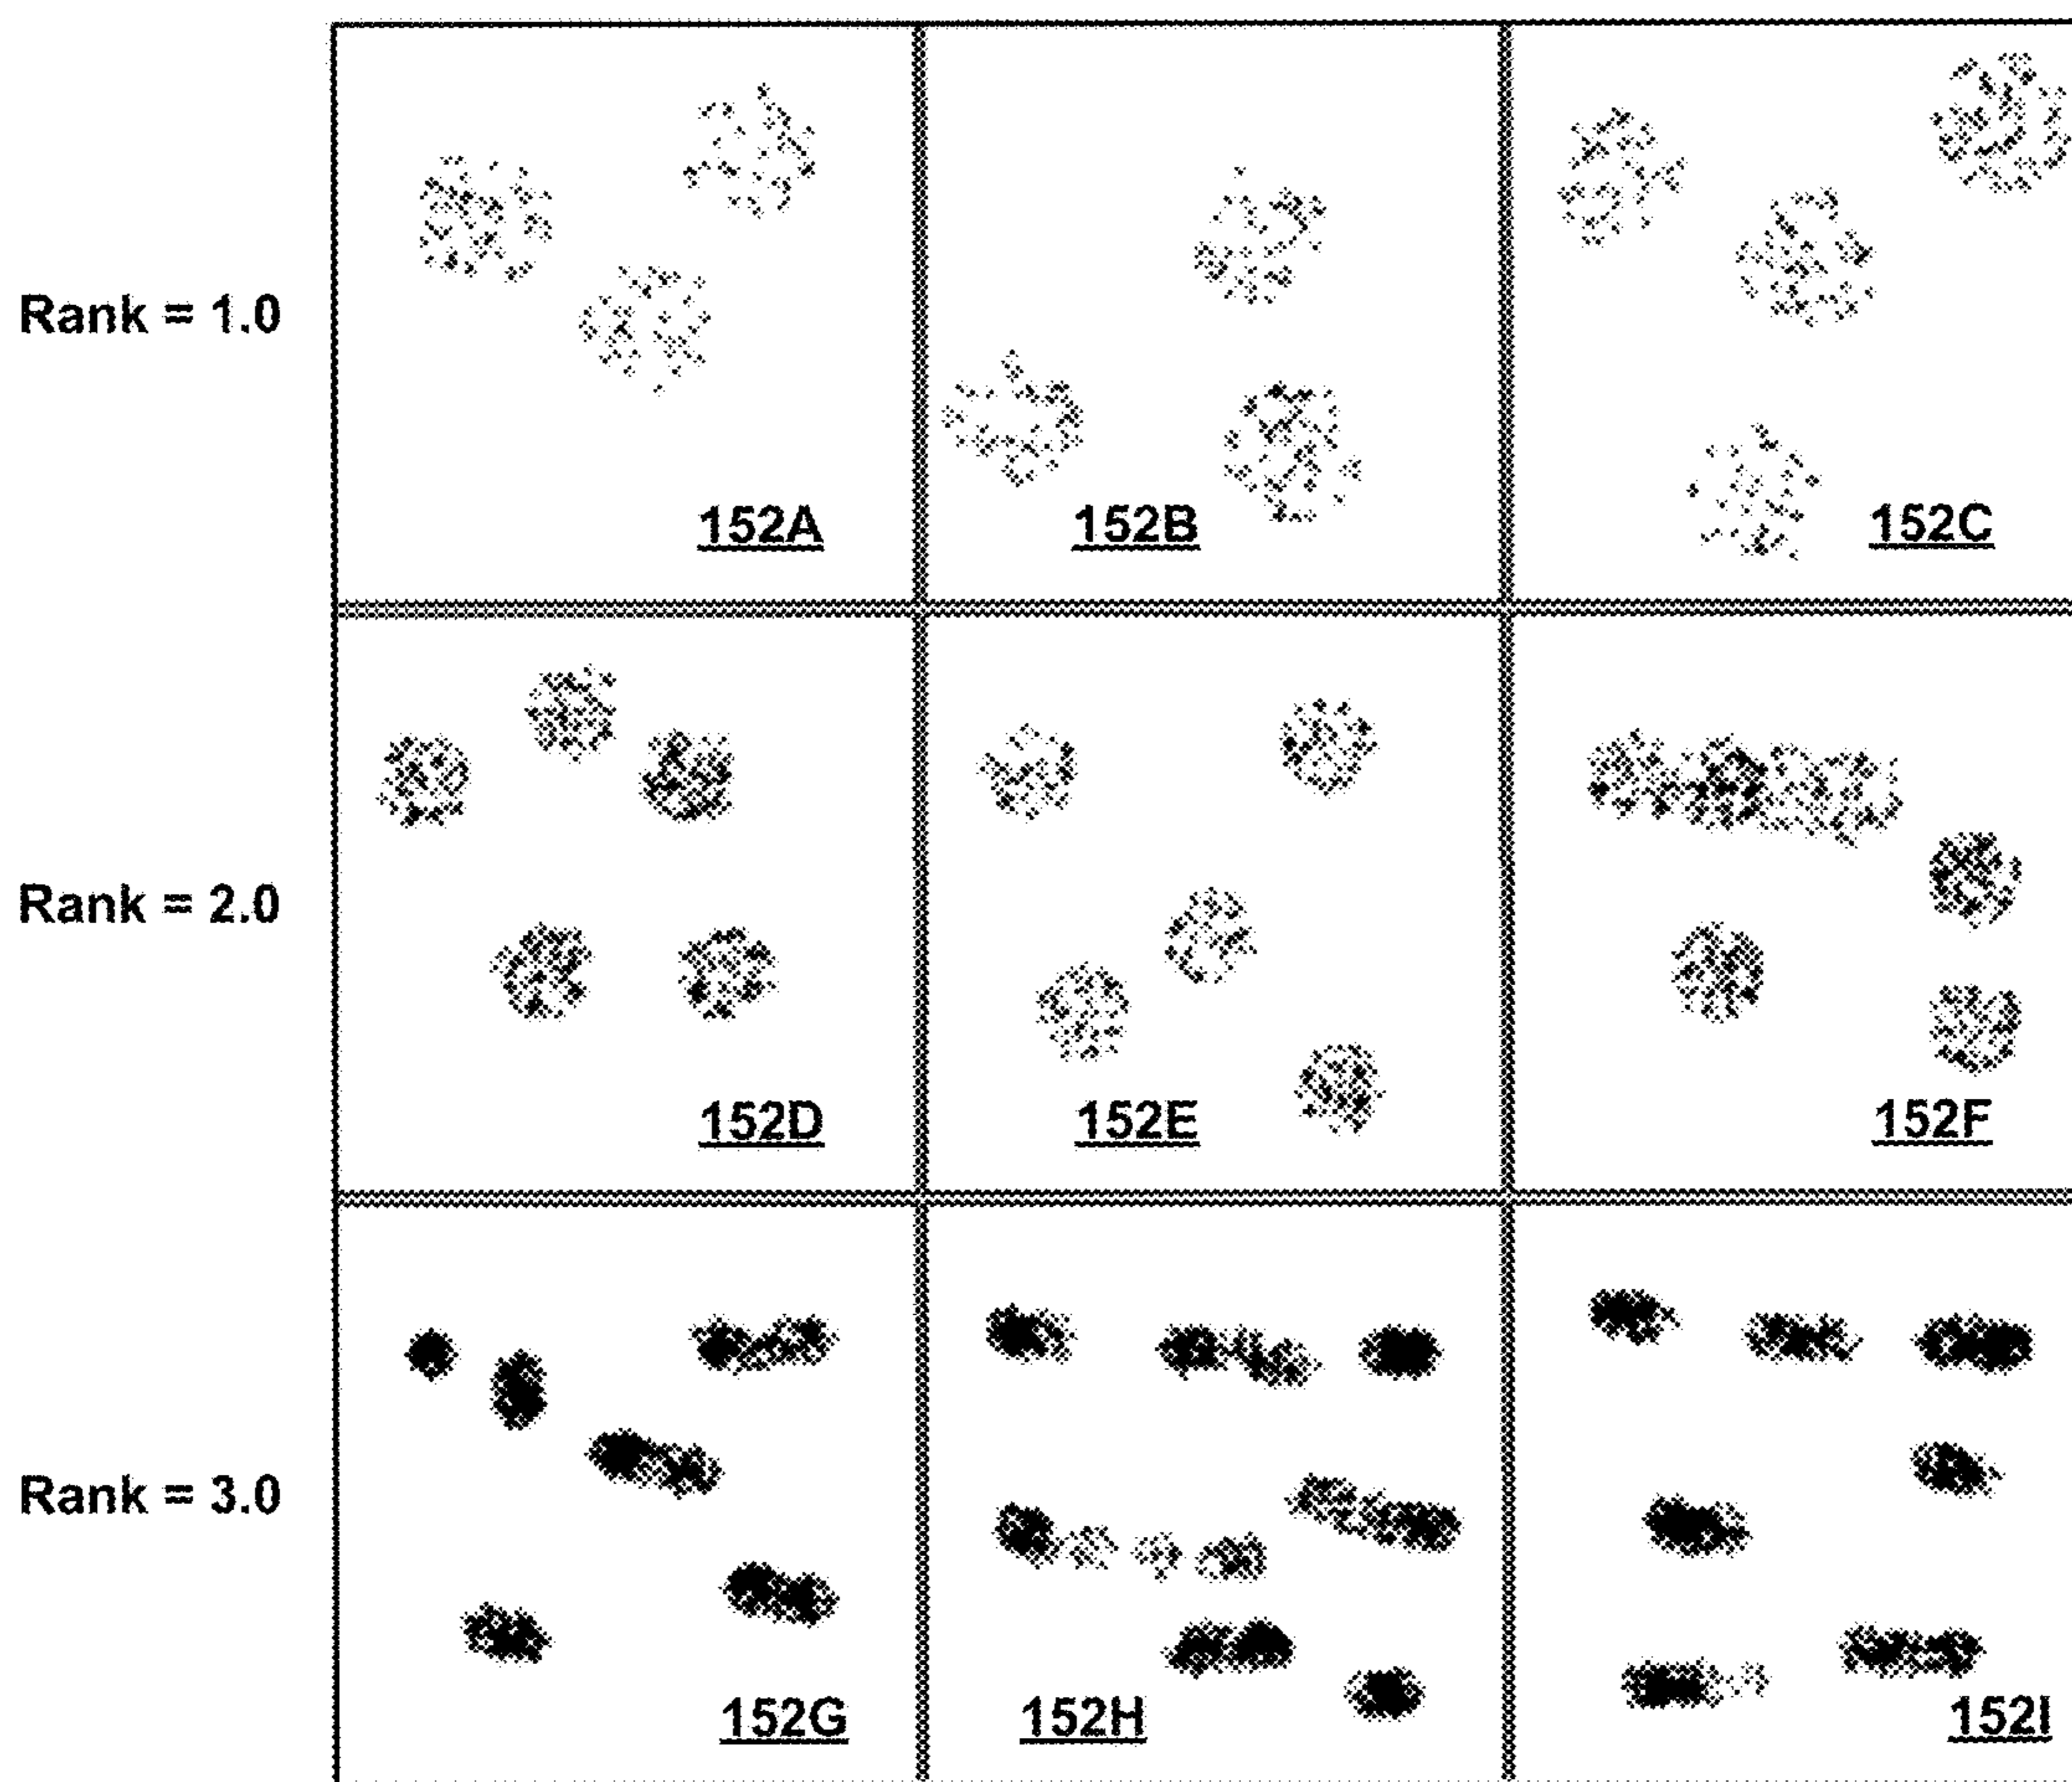 Rank = 1.0
152A
152B
152C
Rank = 2.0
152D
152E
152F
Rank = 3.0
152G
152H
152I